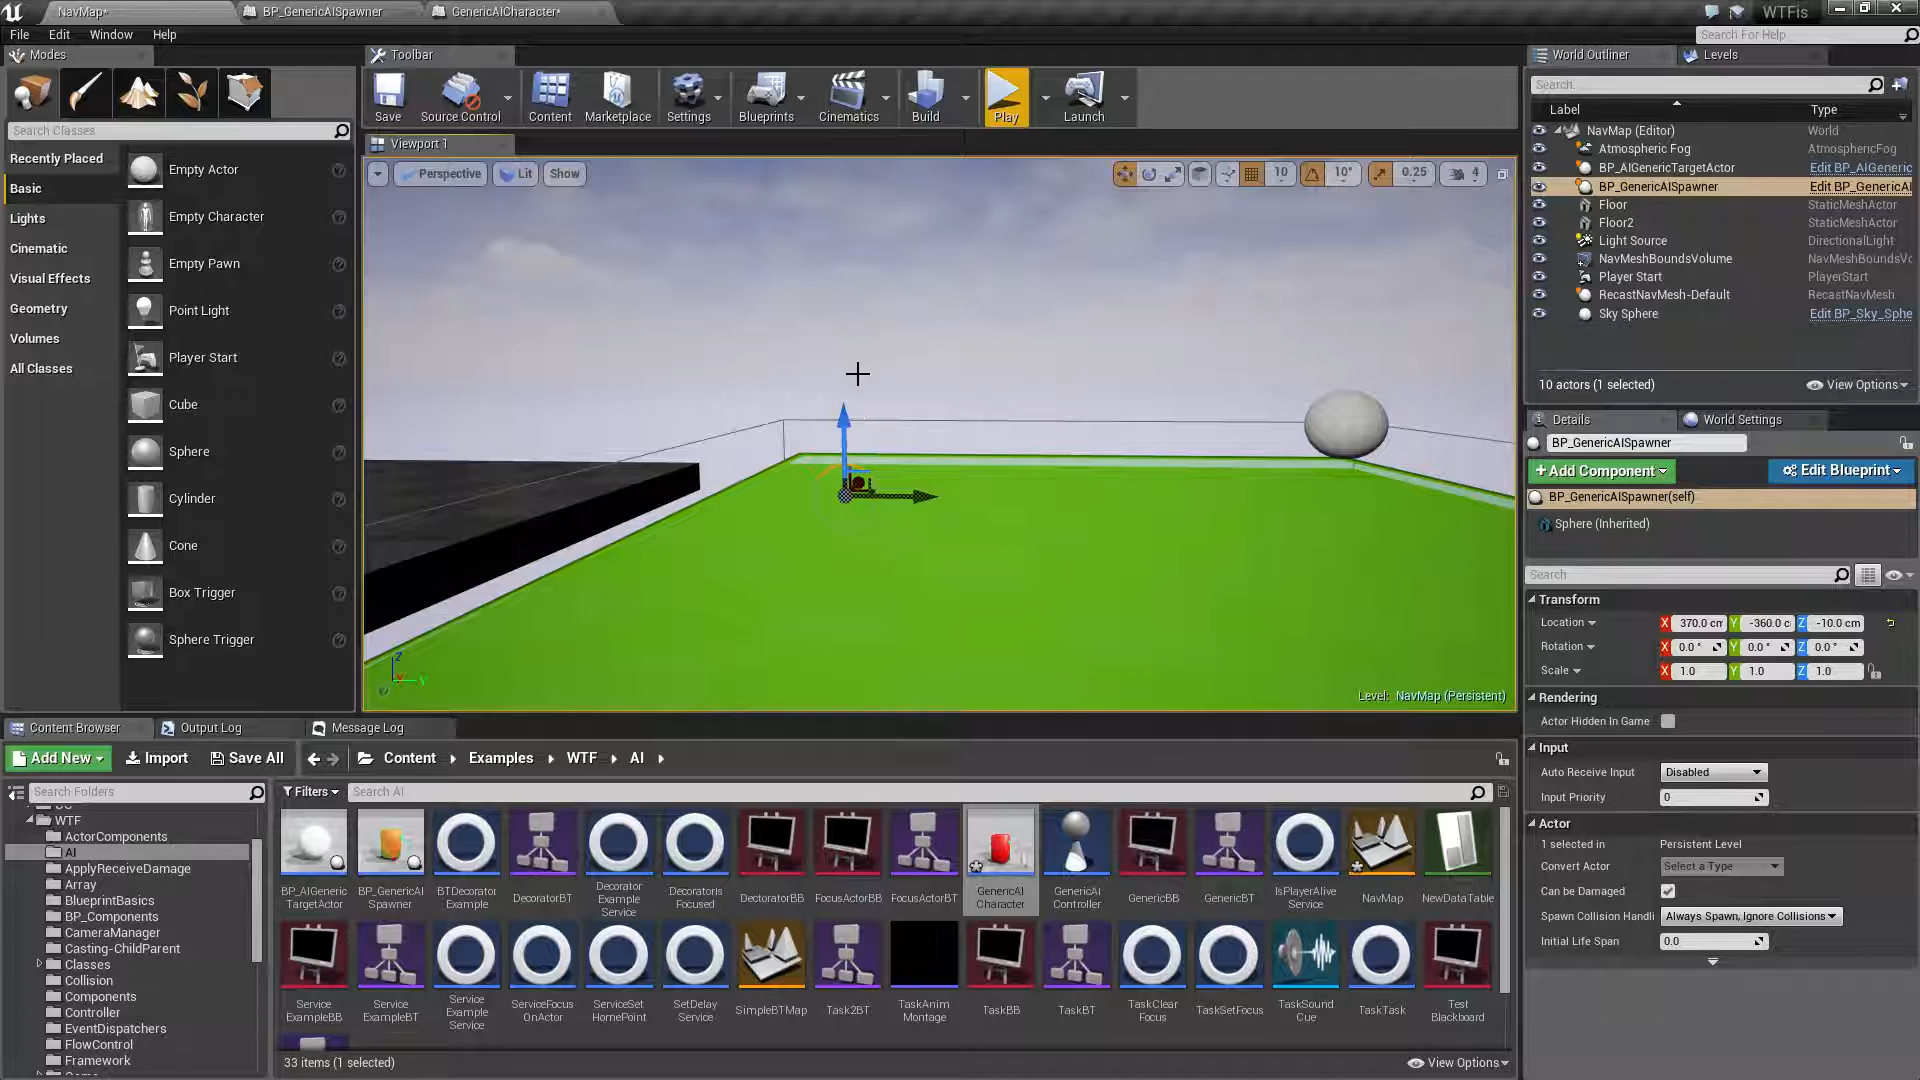 NavMap*
BP_GenericAISpawner
GenericAICharacter*
WTFis
File Edit Window Help
Search For Help
Modes
Toolbar
World Outliner
Levels
Save
Source Control
Content
Marketplace
Settings
Blueprints
Cinematics
Build
Play
Launch
Search...
Label Type
Search Classes
Viewport 1
Recently Placed
Basic
Lights
Cinematic
Visual Effects
Geometry
Volumes
All Classes
Empty Actor
Empty Character
Empty Pawn
Point Light
Player Start
Cube
Sphere
Cylinder
Cone
Box Trigger
Sphere Trigger
Perspective Lit Show
10 10° 0.25 4
Z
Y
Level: NavMap (Persistent)
NavMap (Editor) World
Atmospheric Fog AtmosphericFog
BP_AIGenericTargetActor Edit BP_AIGeneric
BP_GenericAISpawner Edit BP_GenericAI
Floor StaticMeshActor
Floor2 StaticMeshActor
Light Source DirectionalLight
NavMeshBoundsVolume NavMeshBoundsVo
Player Start PlayerStart
RecastNavMesh-Default RecastNavMesh
Sky Sphere Edit BP_Sky_Sphe
10 actors (1 selected) View Options
Details
World Settings
BP_GenericAISpawner
+Add Component
Edit Blueprint
BP_GenericAISpawner(self)
Sphere (Inherited)
Search
Transform
Location X 370.0 cm Y -360.0 c Z -10.0 cm
Rotation X 0.0 ° Y 0.0 ° Z 0.0 °
Scale X 1.0 Y 1.0 Z 1.0
Rendering
Actor Hidden In Game
Input
Auto Receive Input Disabled
Input Priority 0
Actor
1 selected in Persistent Level
Convert Actor Select a Type
Can be Damaged
Spawn Collision Handli Always Spawn, Ignore Collisions
Initial Life Span 0.0
Content Browser
Output Log
Message Log
Add New Import Save All
Content Examples WTF AI
Search Folders
Filters
Search AI
WTF
ActorComponents
AI
ApplyReceiveDamage
Array
BlueprintBasics
BP_Components
CameraManager
Casting-ChildParent
Classes
Collision
Components
Controller
EventDispatchers
FlowControl
Framework
BP_AIGeneric
TargetActor
BP_GenericAI
Spawner
BTDecorator
Example
DecoratorBT
Decorator
Example
Service
DecoratorIs
Focused
DectoratorBB
FocusActorBB
FocusActorBT
GenericAI
Character
GenericAI
Controller
GenericBB
GenericBT
IsPlayerAlive
Service
NavMap
NewDataTable
Service
ExampleBB
Service
ExampleBT
Service
Example
Service
ServiceFocus
OnActor
ServiceSet
HomePoint
SetDelay
Service
SimpleBTMap
Task2BT
TaskAnim
Montage
TaskBB
TaskBT
TaskClear
Focus
TaskSetFocus
TaskSound
Cue
TaskTask
Test
Blackboard
33 items (1 selected)
View Options